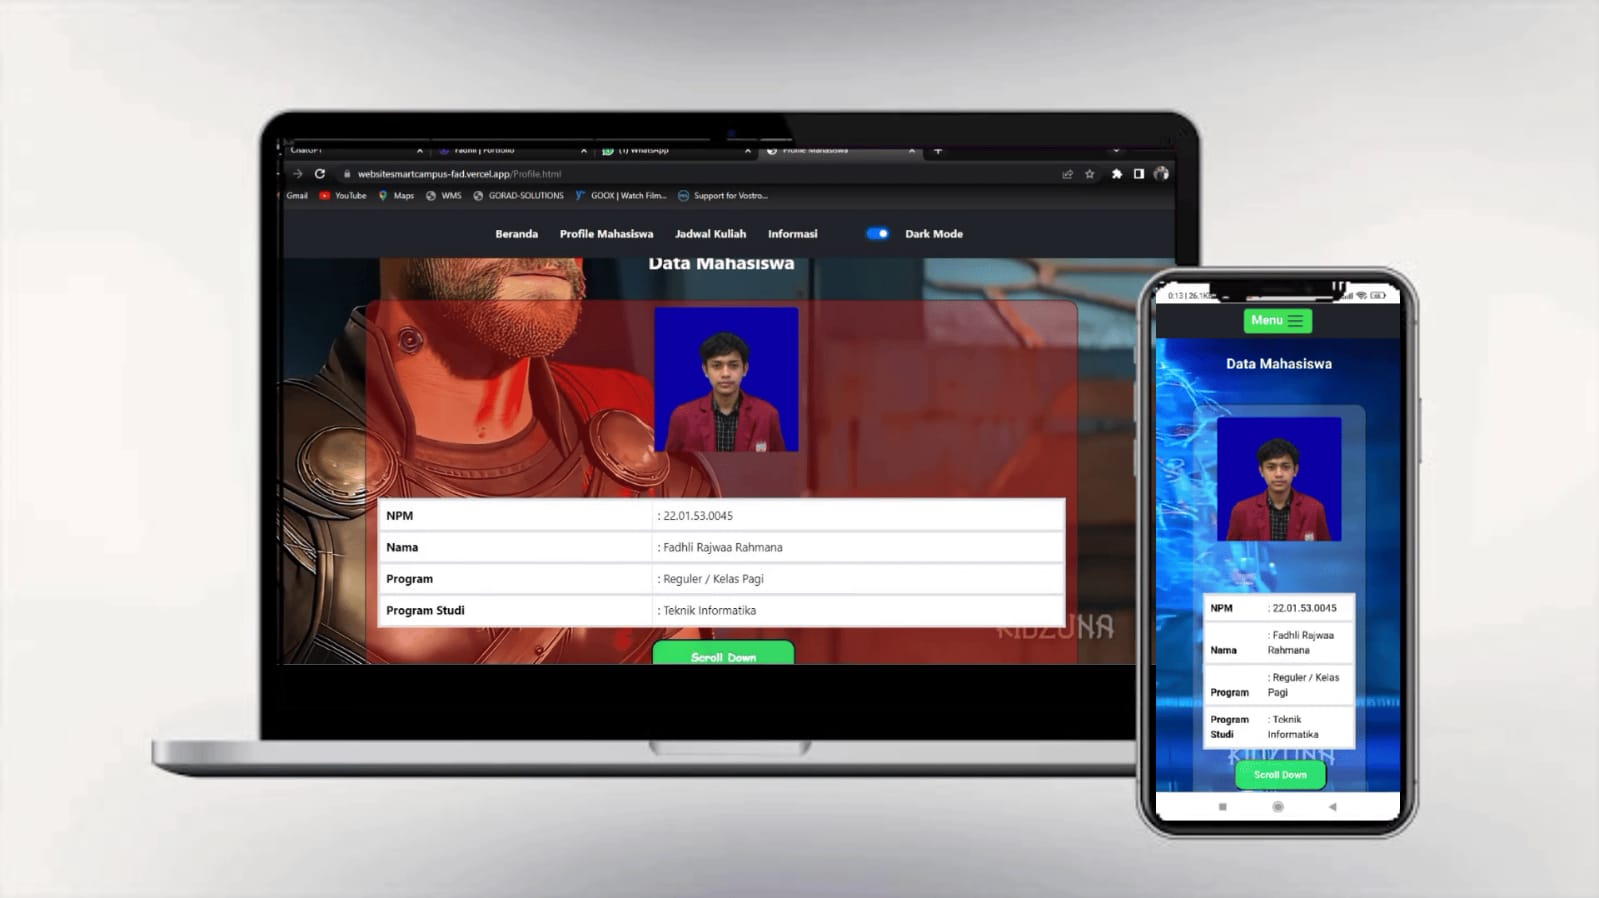 ChatGPT
Fadhli | Portfolio
(1) WhatsApp
Profile Mahasiswa
websitesmartcampus-fad.vercel.app/Profile.html
Gmail
YouTube
Maps
WMS
GORAD-SOLUTIONS
GOOX | Watch Film...
Support for Vostro...
Beranda
Profile Mahasiswa
Jadwal Kuliah
Informasi
Dark Mode
Data Mahasiswa
NPM : 22.01.53.0045
Nama : Fadhli Rajwaa Rahmana
Program : Reguler / Kelas Pagi
Program Studi : Teknik Informatika
KIDZUNA
Scroll Down
0:13 | 26.1K
Menu
Data Mahasiswa
NPM : 22.01.53.0045
: Fadhli Rajwaa
Nama Rahmana
: Reguler / Kelas
Program Pagi
Program : Teknik
Studi Informatika
KIDZUNA
Scroll Down